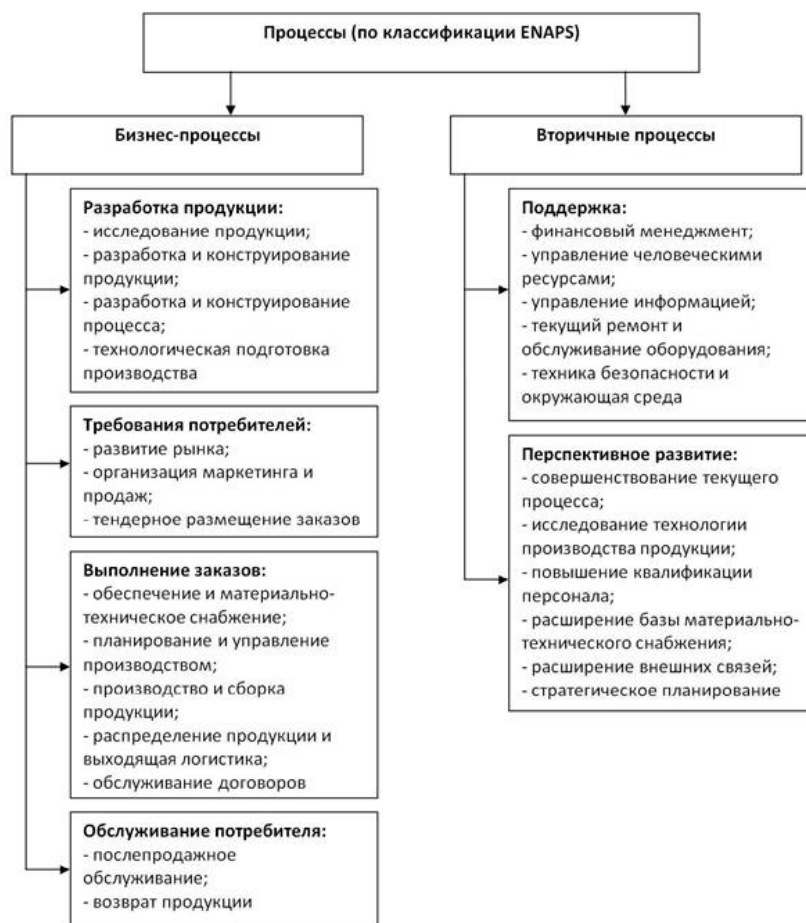 Процессы (по классификации ENAPS)
Бизнес-процессы
Разработка продукции:
- исследование продукции;
- разработка и конструирование
продукции;
- разработка и конструирование
процесса;
- технологическая подготовка
производства
Требования потребителей:
- развитие рынка;
- организация маркетинга и
продаж;
- тендерное размещение заказов
Выполнение заказов:
- обеспечение и материально-
техническое снабжение;
- планирование и управление
производством;
- производство и сборка
продукции;
- распределение продукции и
выходящая логистика;
- обслуживание договоров
Обслуживание потребителя:
- послепродажное
обслуживание;
- возврат продукции
Вторичные процессы
Поддержка:
- финансовый менеджмент;
- управление человеческими
ресурсами;
- управление информацией;
- текущий ремонт и
обслуживание оборудования;
- техника безопасности и
окружающая среда
Перспективное развитие:
- совершенствование текущего
процесса;
- исследование технологии
производства продукции;
- повышение квалификации
персонала;
- расширение базы материально-
технического снабжения;
- расширение внешних связей;
- стратегическое планирование